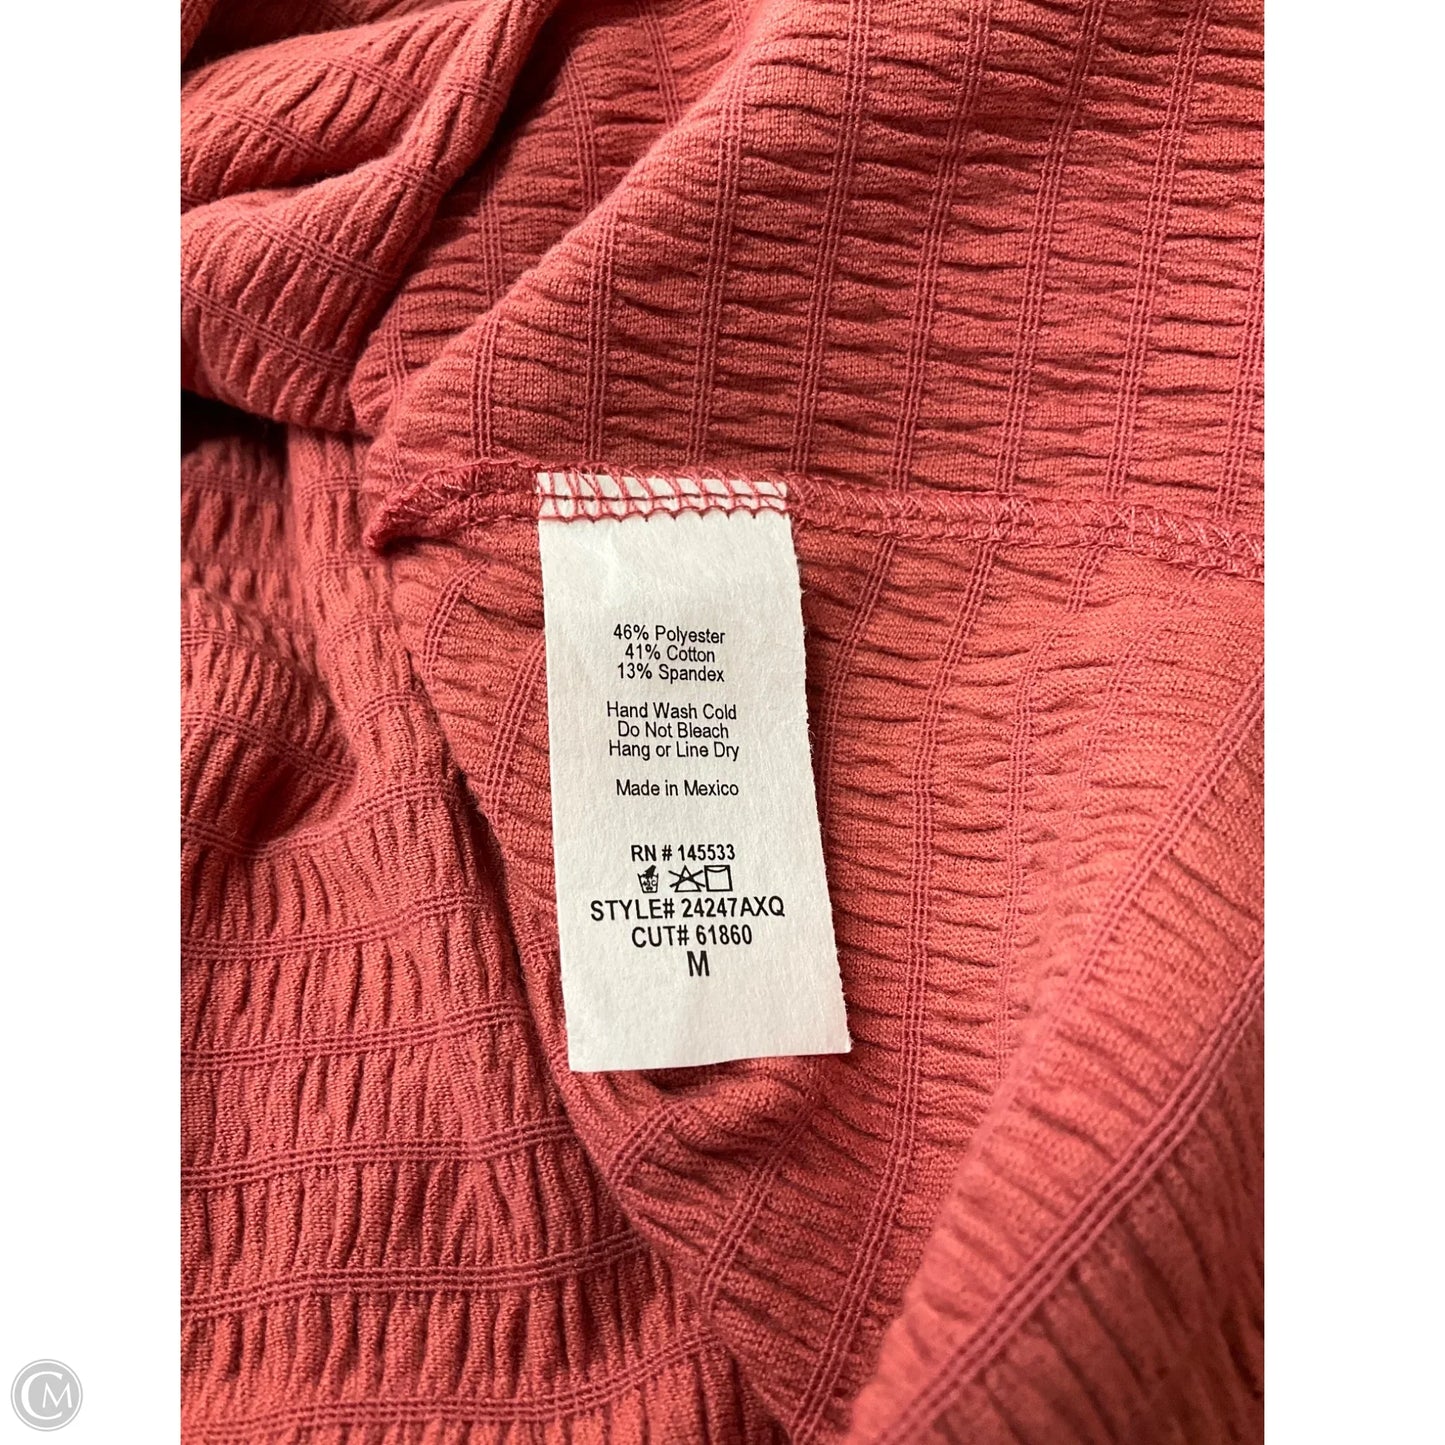 46% Polyester
41% Cotton
13% Spandex
Hand Wash Cold
Do Not Bleach
Hang or Line Dry
Made in Mexico
RN # 145533
STYLE# 24247AXQ
CUT# 61860
M
CM